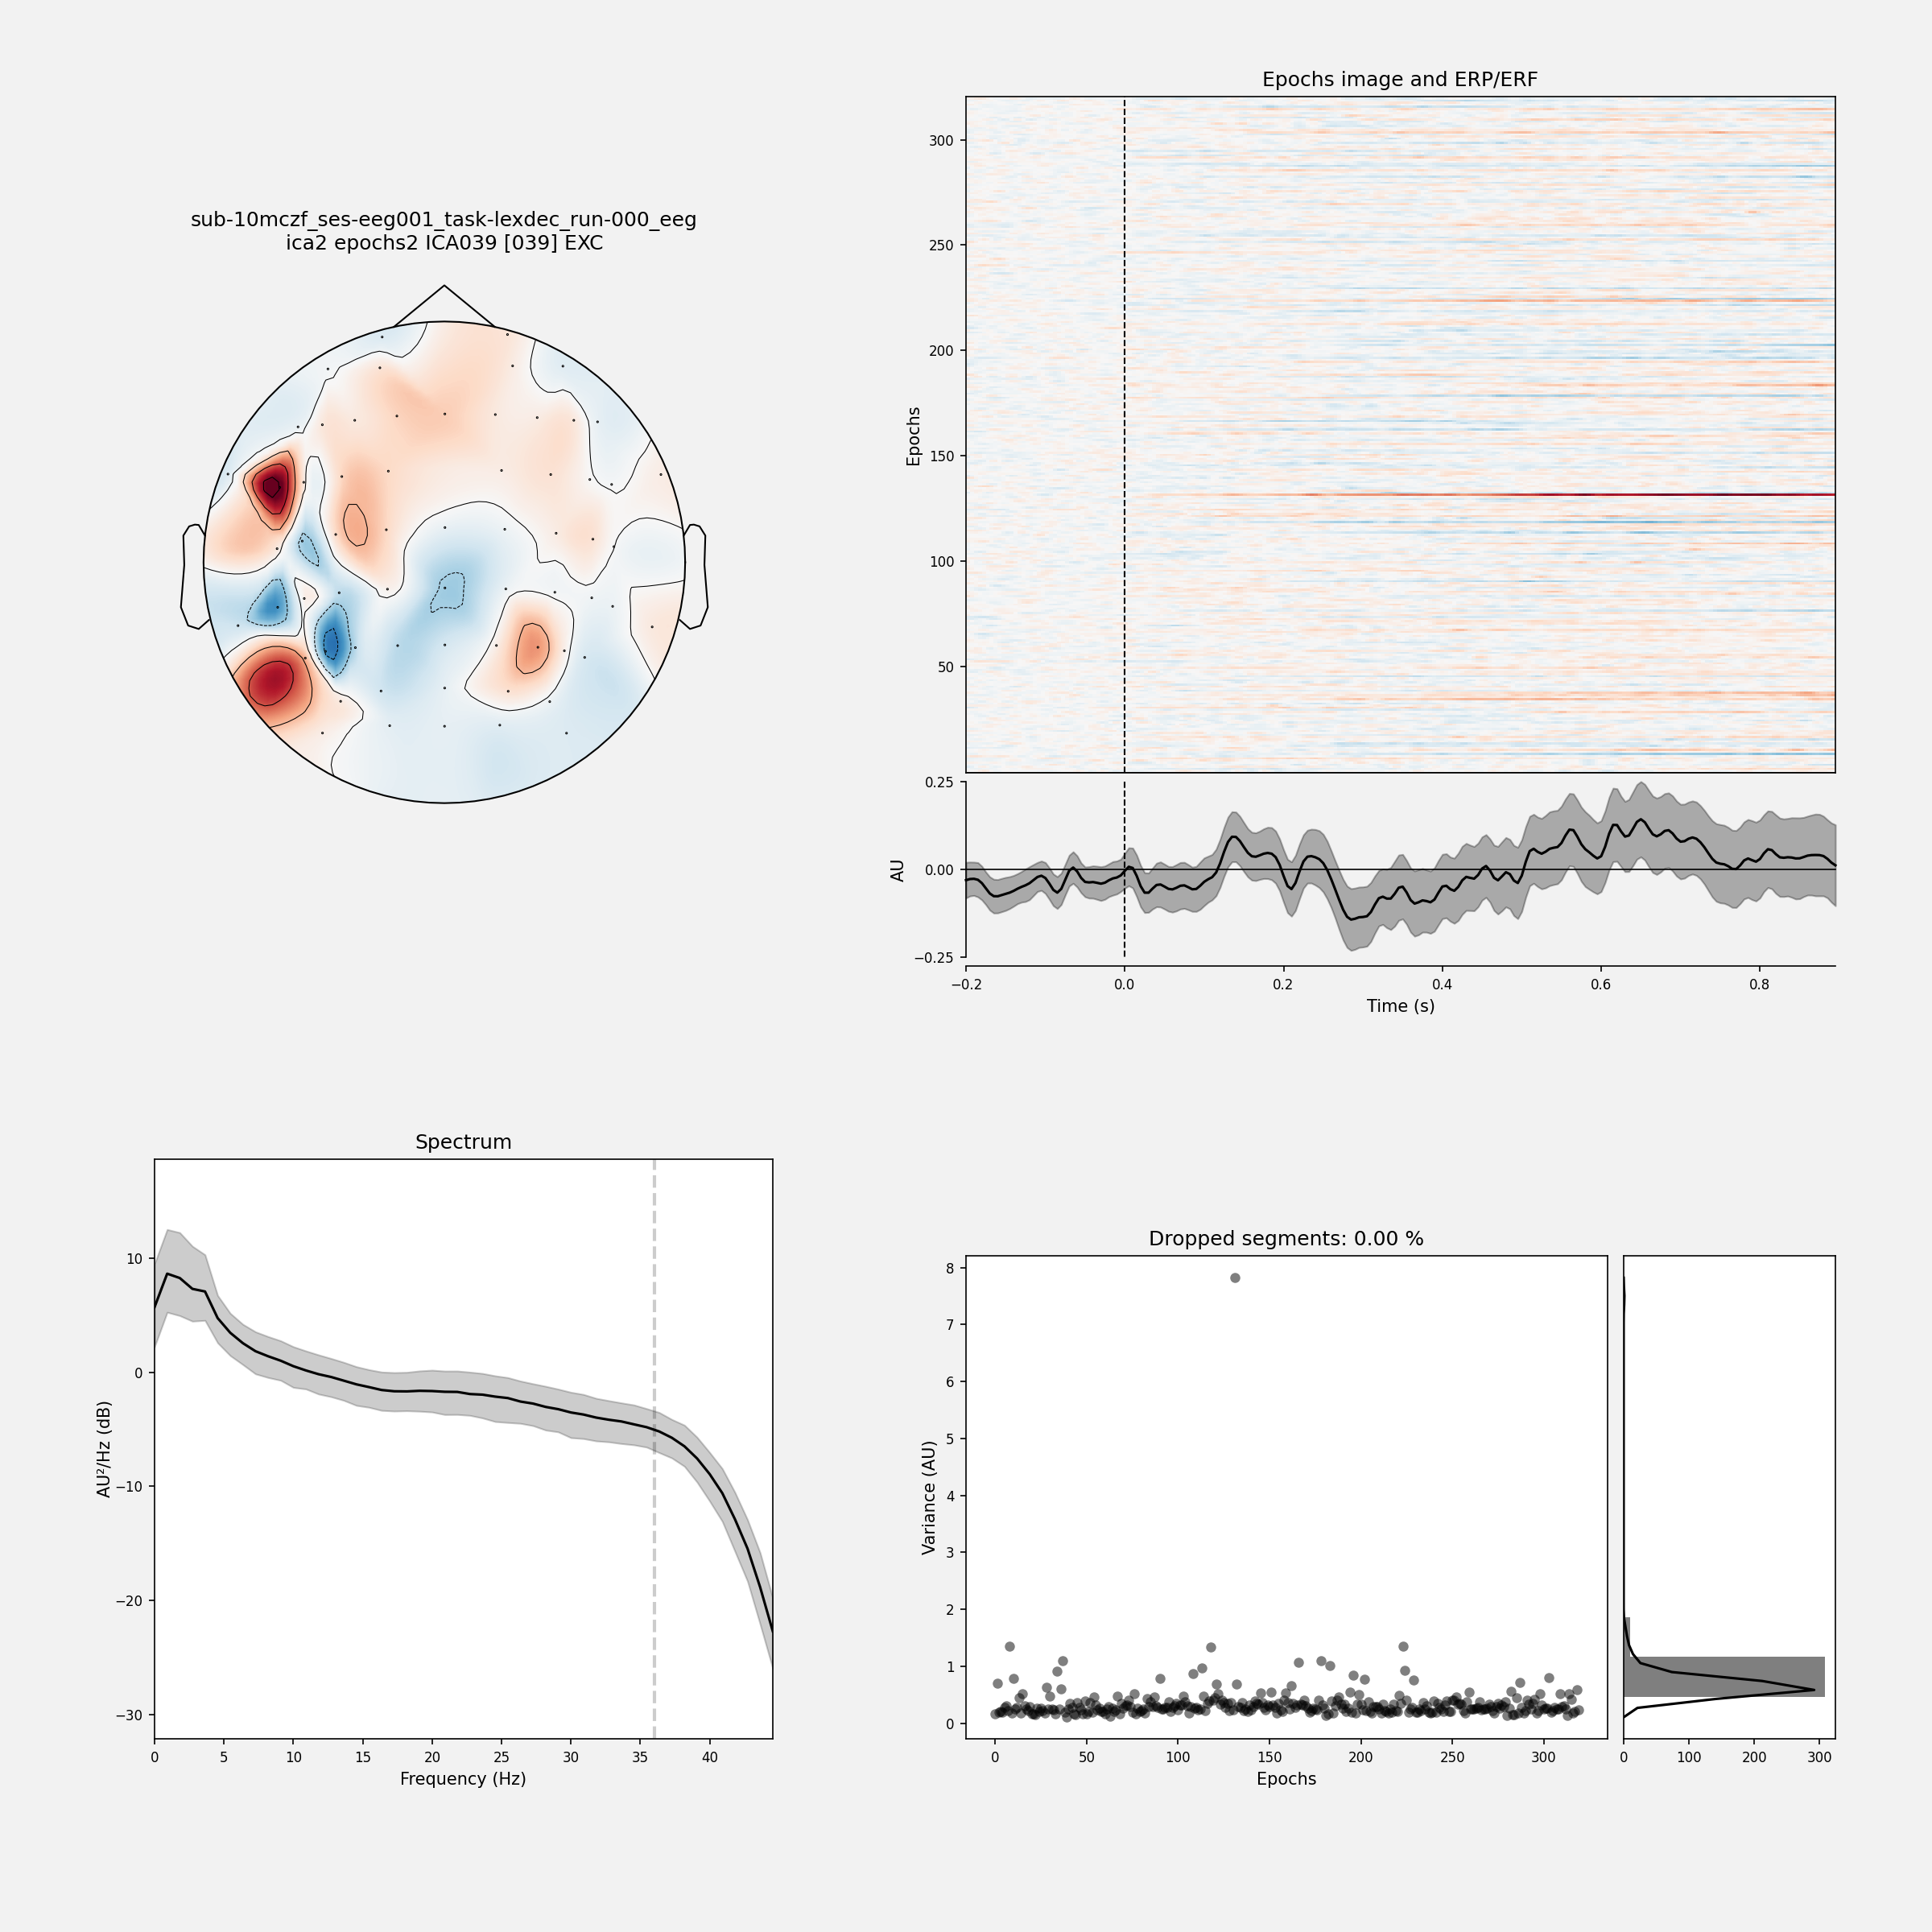 sub-10mczf_ses-eeg001_task-lexdec_run-000_eeg
ica2 epochs2 ICA039 [039] EXC
Epochs image and ERP/ERF
300
250
200
150
100
50
Epochs
0.25
0.00
−0.25
AU
−0.2 0.0 0.2 0.4 0.6 0.8
Time (s)
Spectrum
10
0
−10
−20
−30
AU²/Hz (dB)
0 5 10 15 20 25 30 35 40
Frequency (Hz)
Dropped segments: 0.00 %
8
7
6
5
4
3
2
1
0
Variance (AU)
0 50 100 150 200 250 300
Epochs
0 100 200 300